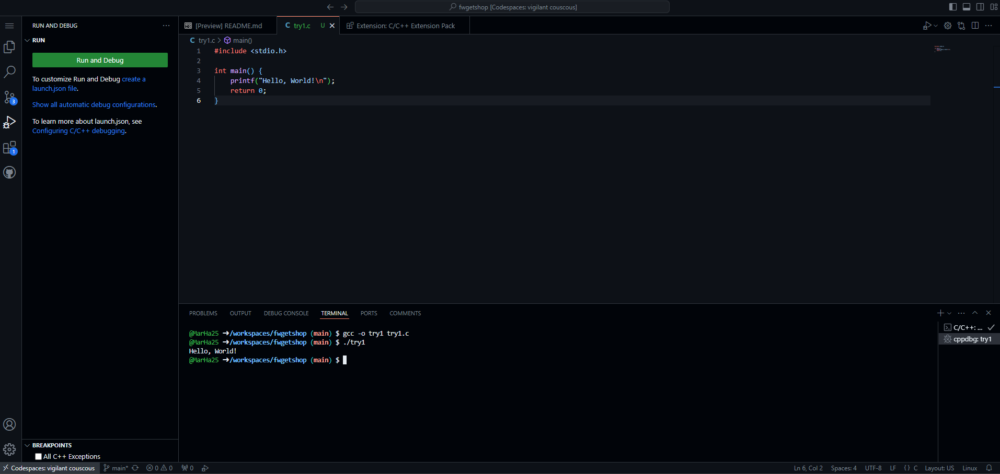 fwgetshop [Codespaces: vigilant couscous]
RUN AND DEBUG
RUN
Run and Debug
To customize Run and Debug create a
launch.json file.
Show all automatic debug configurations.
To learn more about launch.json, see
Configuring C/C++ debugging.
3
1
[Preview] README.md
C try1.c U
Extension: C/C++ Extension Pack
C try1.c > main()
1 #include <stdio.h>
2
3 int main() {
4     printf("Hello, World!\n");
5     return 0;
6 }
PROBLEMS OUTPUT DEBUG CONSOLE TERMINAL PORTS COMMENTS
@MarHa25 ➜/workspaces/fwgetshop (main) $ gcc -o try1 try1.c
@MarHa25 ➜/workspaces/fwgetshop (main) $ ./try1
Hello, World!
@MarHa25 ➜/workspaces/fwgetshop (main) $
C/C++: ...
cppdbg: try1
BREAKPOINTS
All C++ Exceptions
Codespaces: vigilant couscous main* 0 0 0 Ln 6, Col 2 Spaces: 4 UTF-8 LF {} C Layout: US Linux